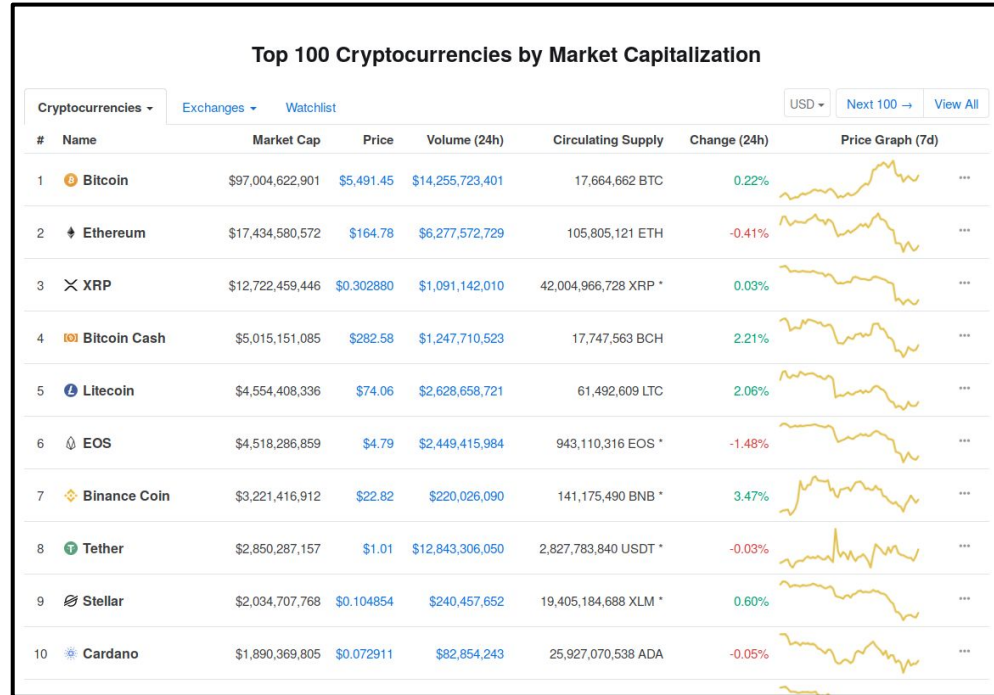 Top 100 Cryptocurrencies by Market Capitalization
Cryptocurrencies Exchanges Watchlist USD Next 100 → View All
# Name Market Cap Price Volume (24h) Circulating Supply Change (24h) Price Graph (7d)
1 Bitcoin $97,004,622,901 $5,491.45 $14,255,723,401 17,664,662 BTC 0.22%
2 Ethereum $17,434,580,572 $164.78 $6,277,572,729 105,805,121 ETH -0.41%
3 XRP $12,722,459,446 $0.302880 $1,091,142,010 42,004,966,728 XRP * 0.03%
4 Bitcoin Cash $5,015,151,085 $282.58 $1,247,710,523 17,747,563 BCH 2.21%
5 Litecoin $4,554,408,336 $74.06 $2,628,658,721 61,492,609 LTC 2.06%
6 EOS $4,518,286,859 $4.79 $2,449,415,984 943,110,316 EOS * -1.48%
7 Binance Coin $3,221,416,912 $22.82 $220,026,090 141,175,490 BNB * 3.47%
8 Tether $2,850,287,157 $1.01 $12,843,306,050 2,827,783,840 USDT * -0.03%
9 Stellar $2,034,707,768 $0.104854 $240,457,652 19,405,184,688 XLM * 0.60%
10 Cardano $1,890,369,805 $0.072911 $82,854,243 25,927,070,538 ADA -0.05%